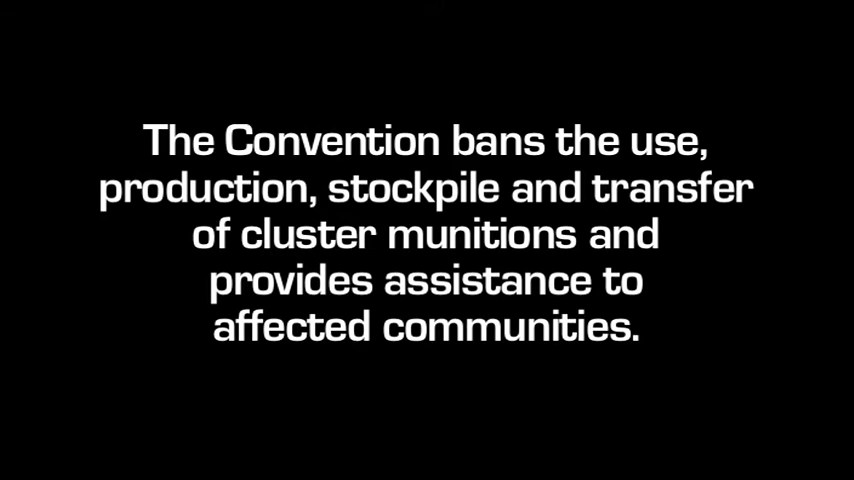 The Convention bans the use,
production, stockpile and transfer
of cluster munitions and
provides assistance to
affected communities.